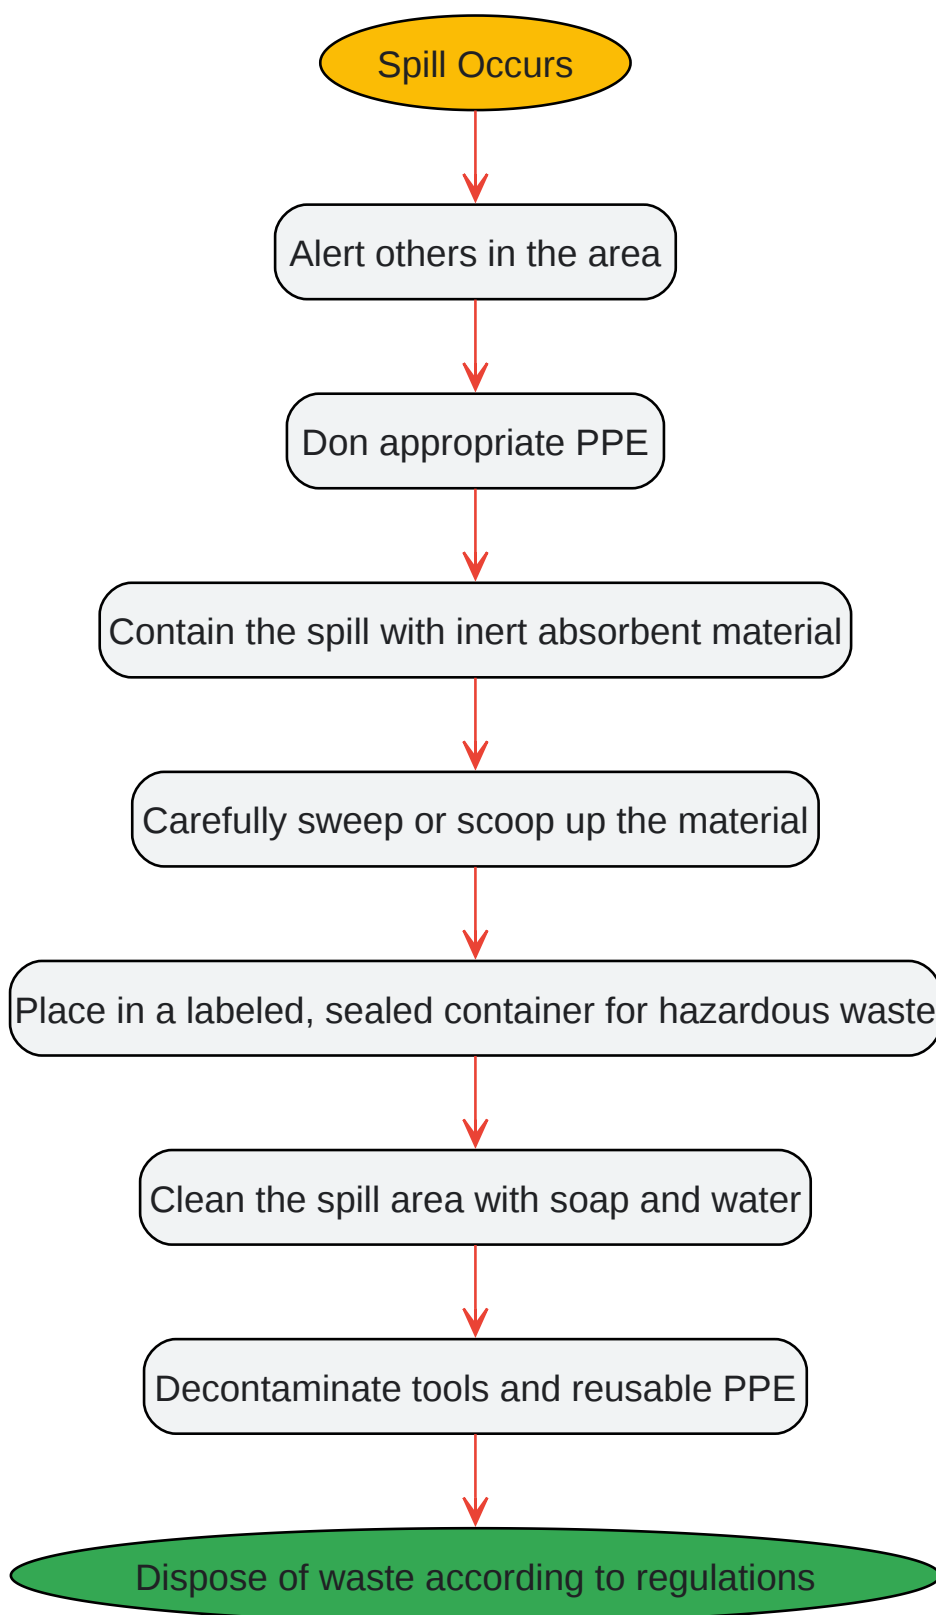 Spill Occurs
Alert others in the area
Don appropriate PPE
Contain the spill with inert absorbent material
Carefully sweep or scoop up the material
Place in a labeled, sealed container for hazardous waste
Clean the spill area with soap and water
Decontaminate tools and reusable PPE
Dispose of waste according to regulations